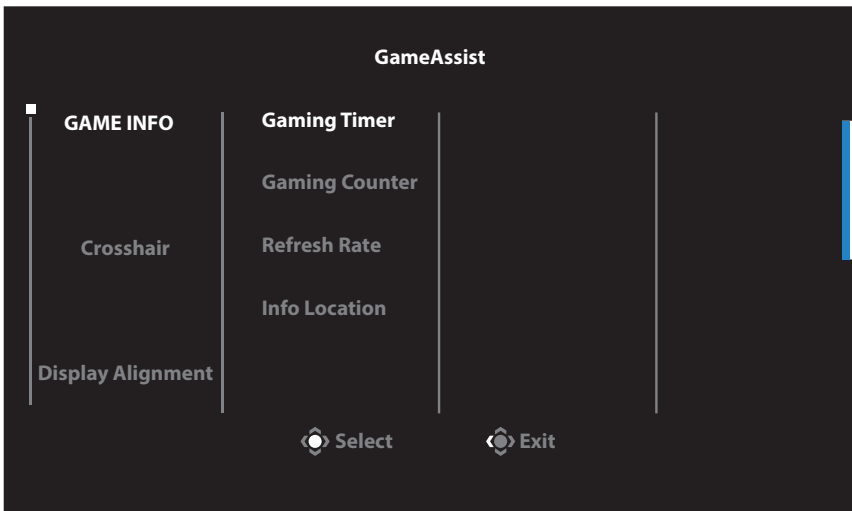 GameAssist
GAME INFO
Crosshair
Display Alignment
Gaming Timer
Gaming Counter
Refresh Rate
Info Location
Select
Exit